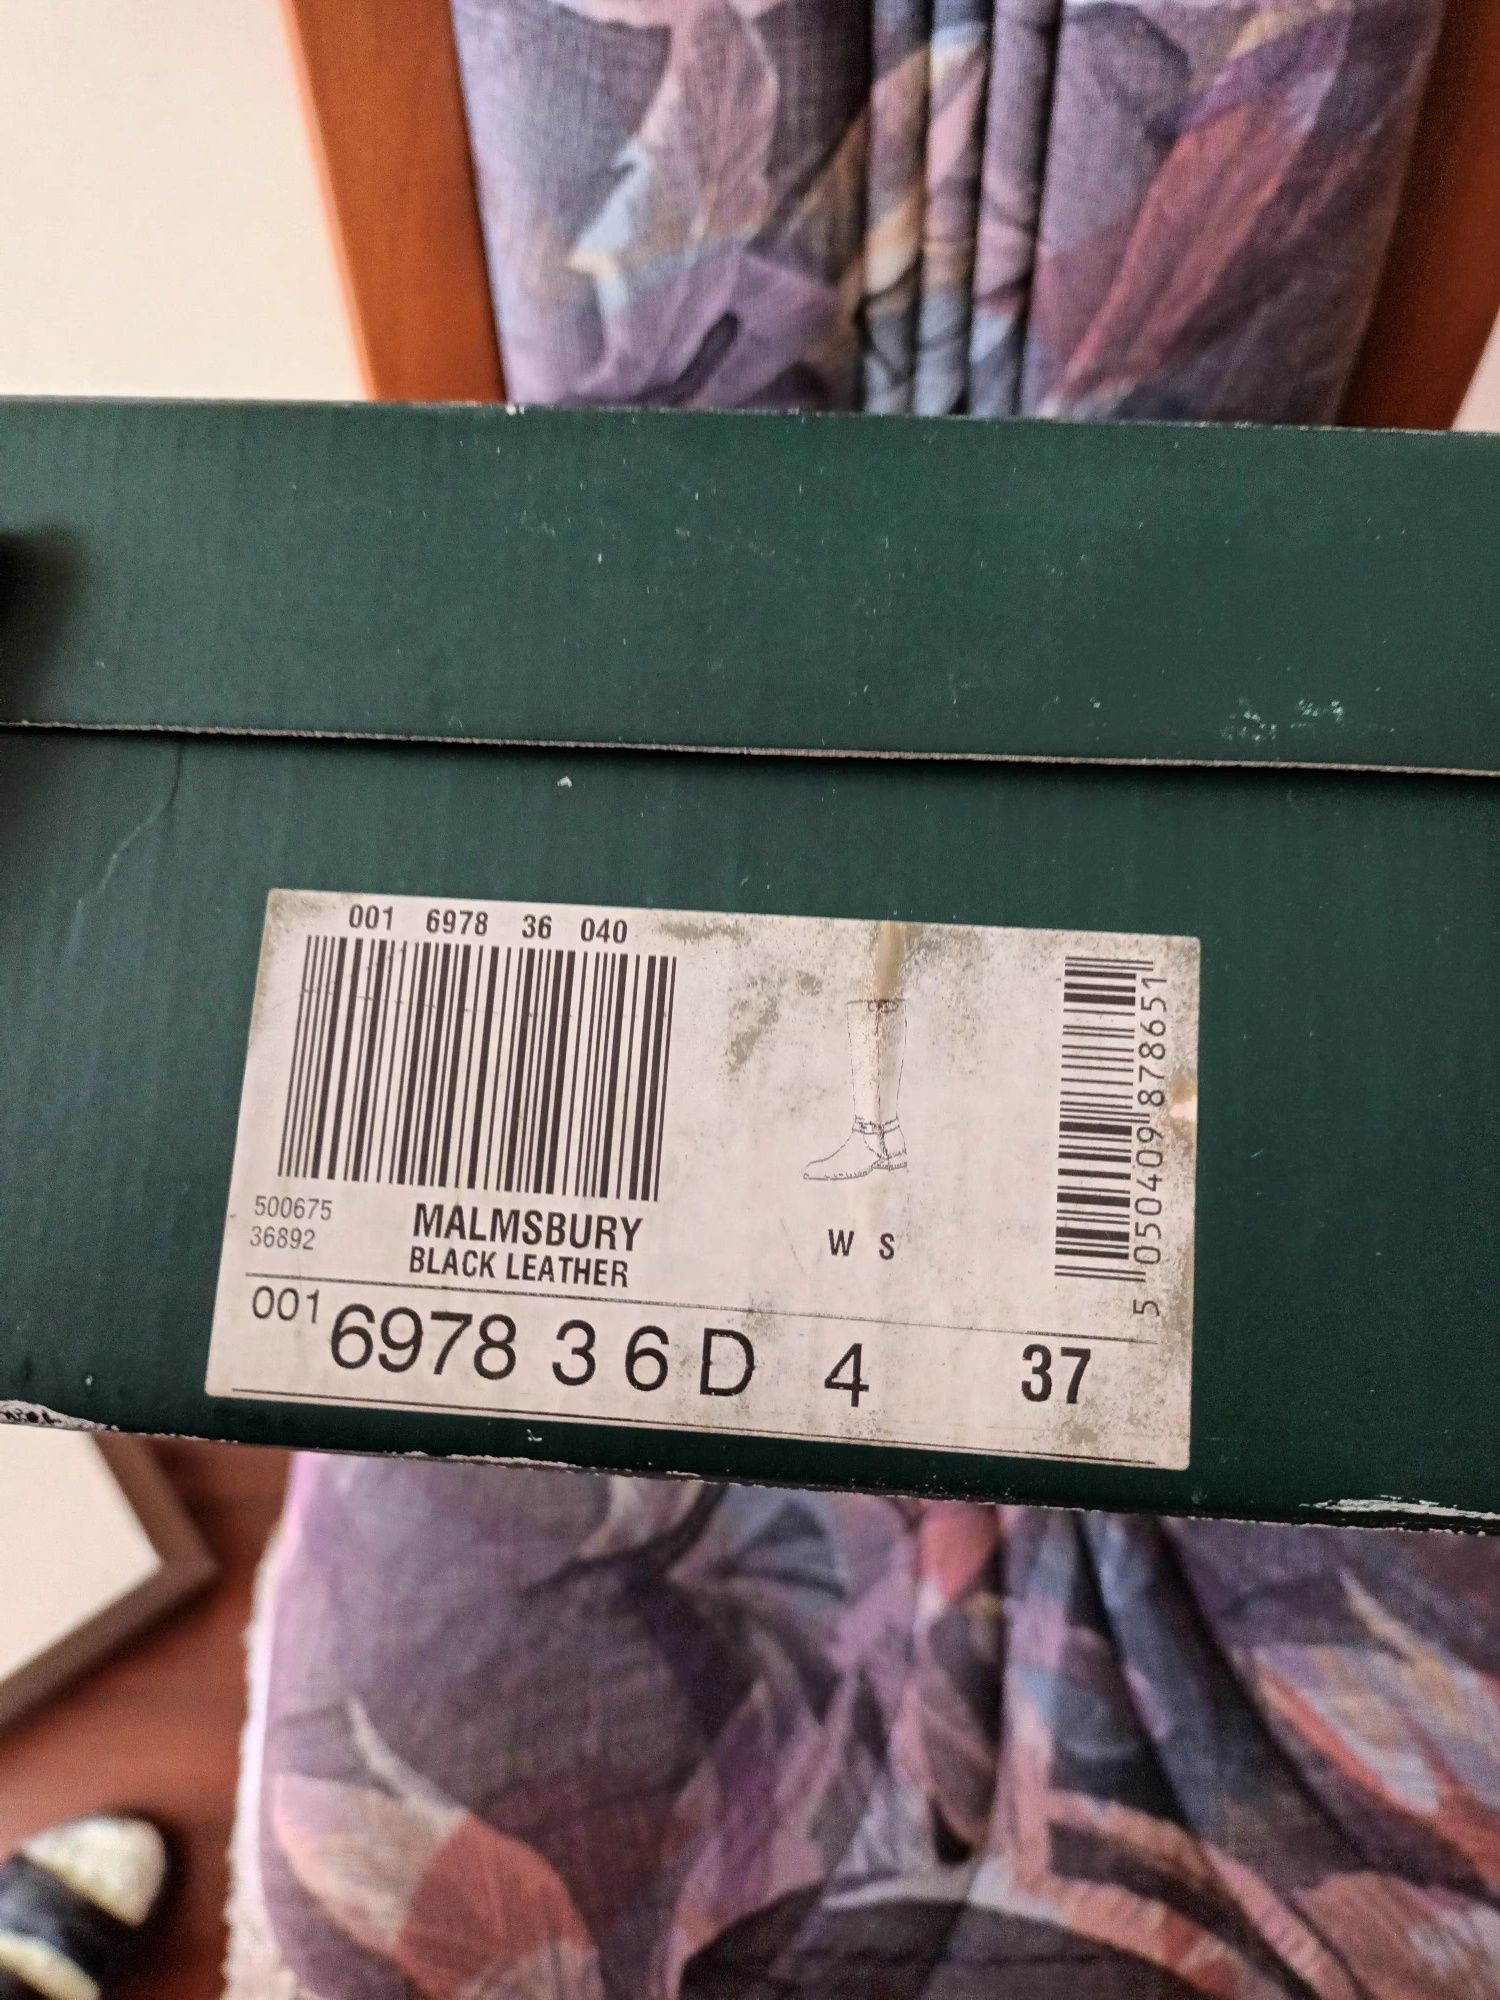 001 6978 36 040
500675
36892
MALMSBURY
BLACK LEATHER
W S
5 050409 878651
001 6978 3 6 D 4 37